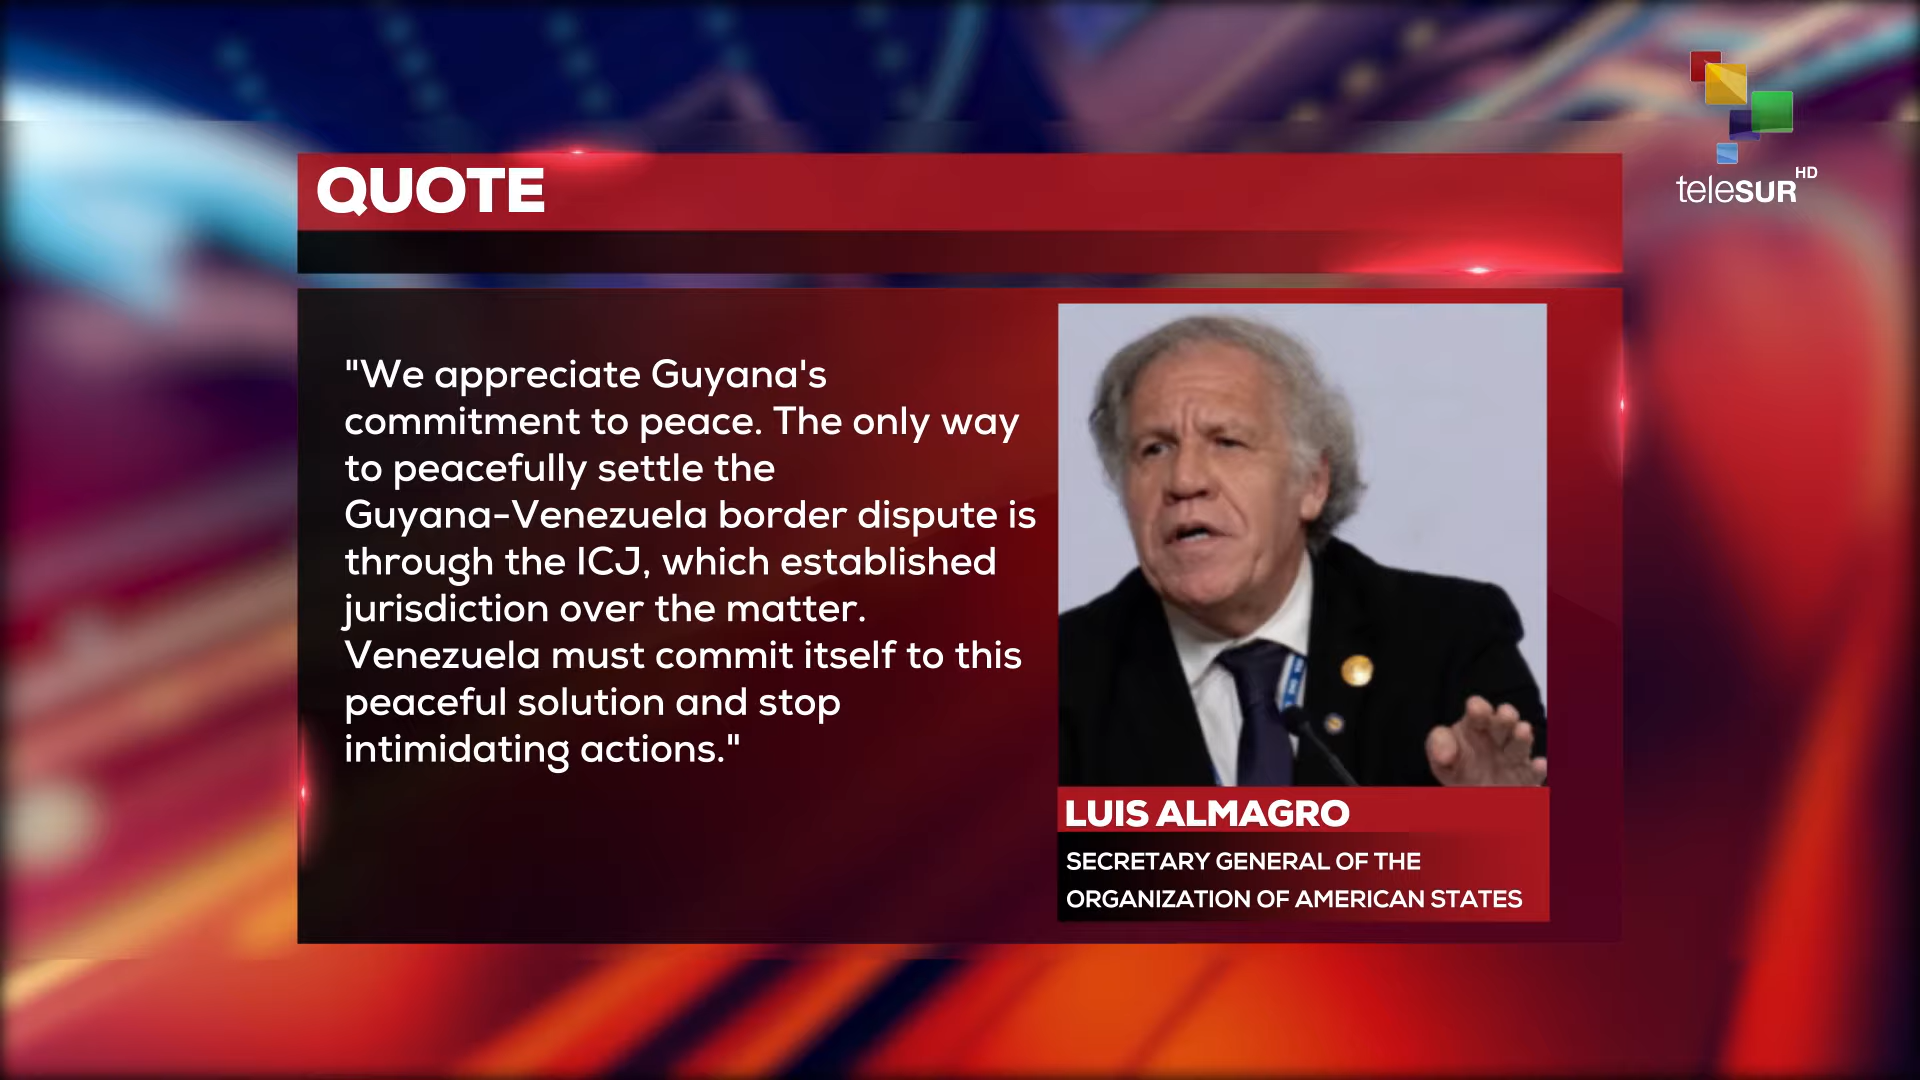 QUOTE
teleSUR HD
"We appreciate Guyana's
commitment to peace. The only way
to peacefully settle the
Guyana-Venezuela border dispute is
through the ICJ, which established
jurisdiction over the matter.
Venezuela must commit itself to this
peaceful solution and stop
intimidating actions."
LUIS ALMAGRO
SECRETARY GENERAL OF THE
ORGANIZATION OF AMERICAN STATES